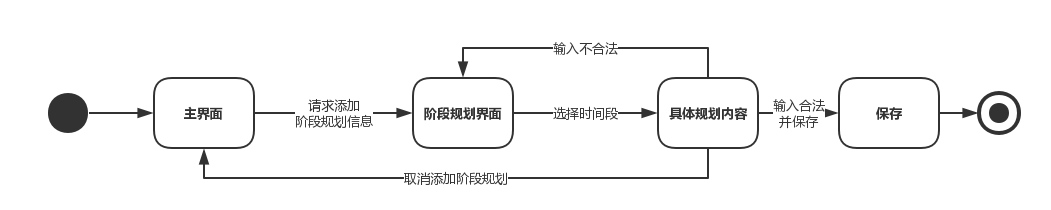 输入不合法
主界面
请求添加
阶段规划信息
阶段规划界面
选择时间段
具体规划内容
输入合法
并保存
保存
取消添加阶段规划